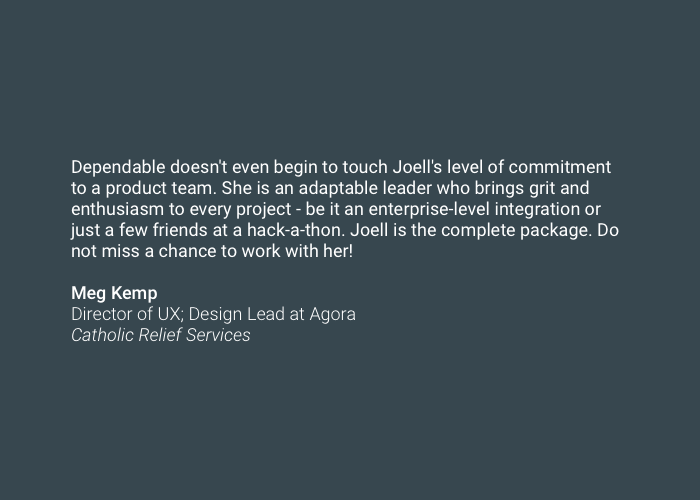 Dependable doesn't even begin to touch Joell's level of commitment
to a product team. She is an adaptable leader who brings grit and
enthusiasm to every project - be it an enterprise-level integration or
just a few friends at a hack-a-thon. Joell is the complete package. Do
not miss a chance to work with her!
Meg Kemp
Director of UX; Design Lead at Agora
Catholic Relief Services